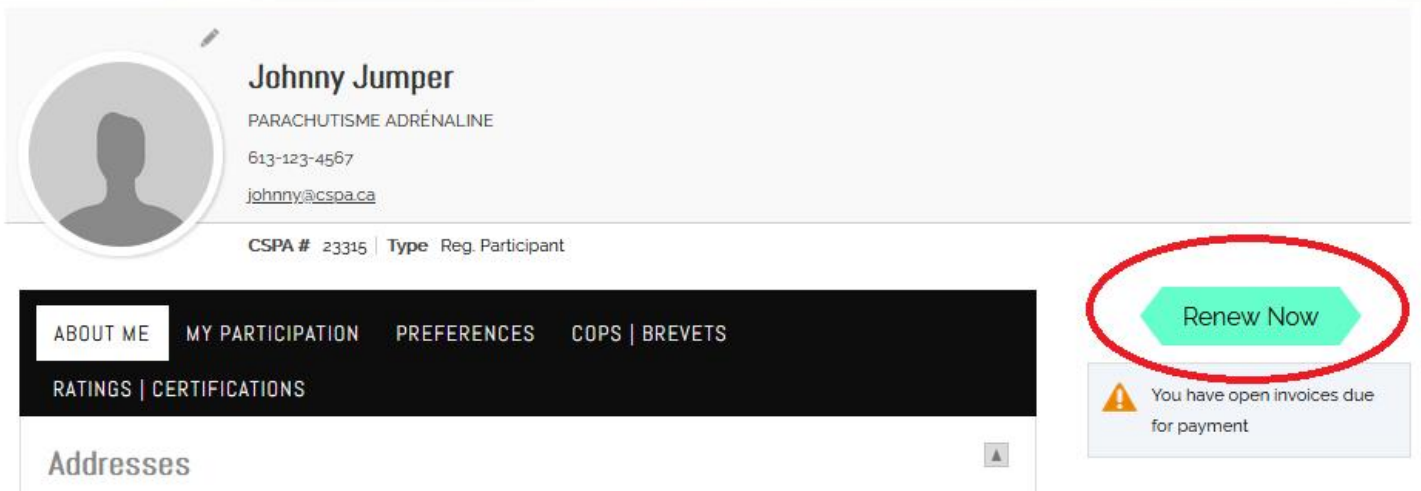 Johnny Jumper
PARACHUTISME ADRÉNALINE
613-123-4567
johnny@cspa.ca
CSPA # 23315 | Type Reg. Participant
Renew Now
ABOUT ME MY PARTICIPATION PREFERENCES COPS | BREVETS
RATINGS | CERTIFICATIONS
You have open invoices due
for payment
Addresses